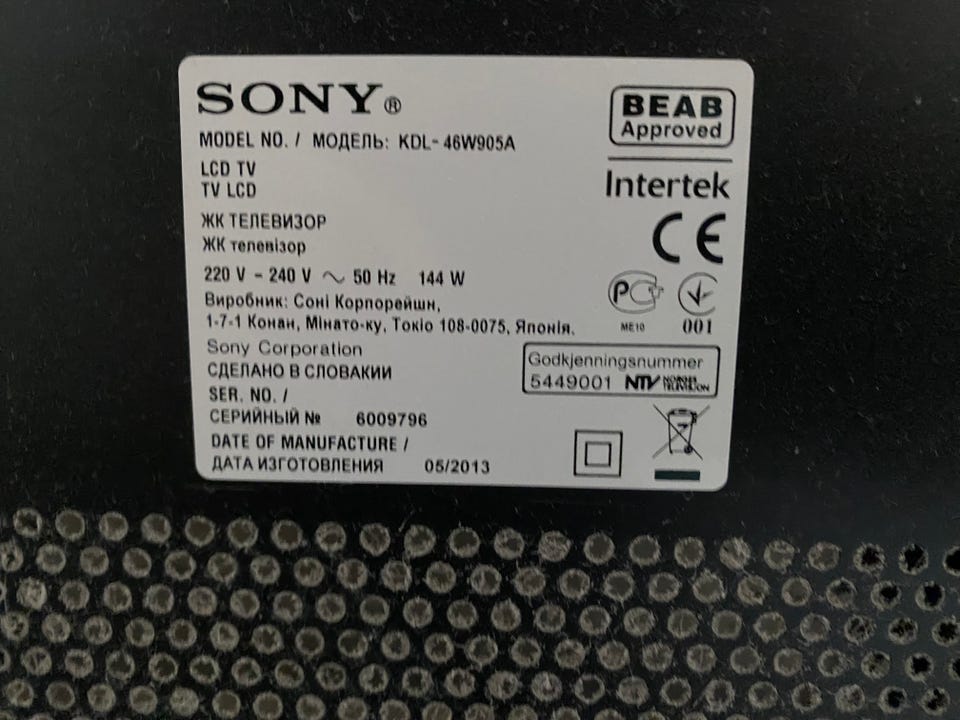 SONY®
BEAB
Approved
MODEL NO. / МОДЕЛЬ: KDL-46W905A
LCD TV
TV LCD
Intertek
ЖК ТЕЛЕВИЗОР
ЖК телевізор
CE
220 V - 240 V ~ 50 Hz 144 W
Виробник: Соні Корпорейшн,
1-7-1 Конан, Мінато-ку, Токіо 108-0075, Японія.
ME10
001
Sony Corporation
СДЕЛАНО В СЛОВАКИИ
Godkjenningsnummer
5449001 NTV NORGES TELEVISJON
SER. NO. /
СЕРИЙНЫЙ № 6009796
DATE OF MANUFACTURE /
ДАТА ИЗГОТОВЛЕНИЯ 05/2013